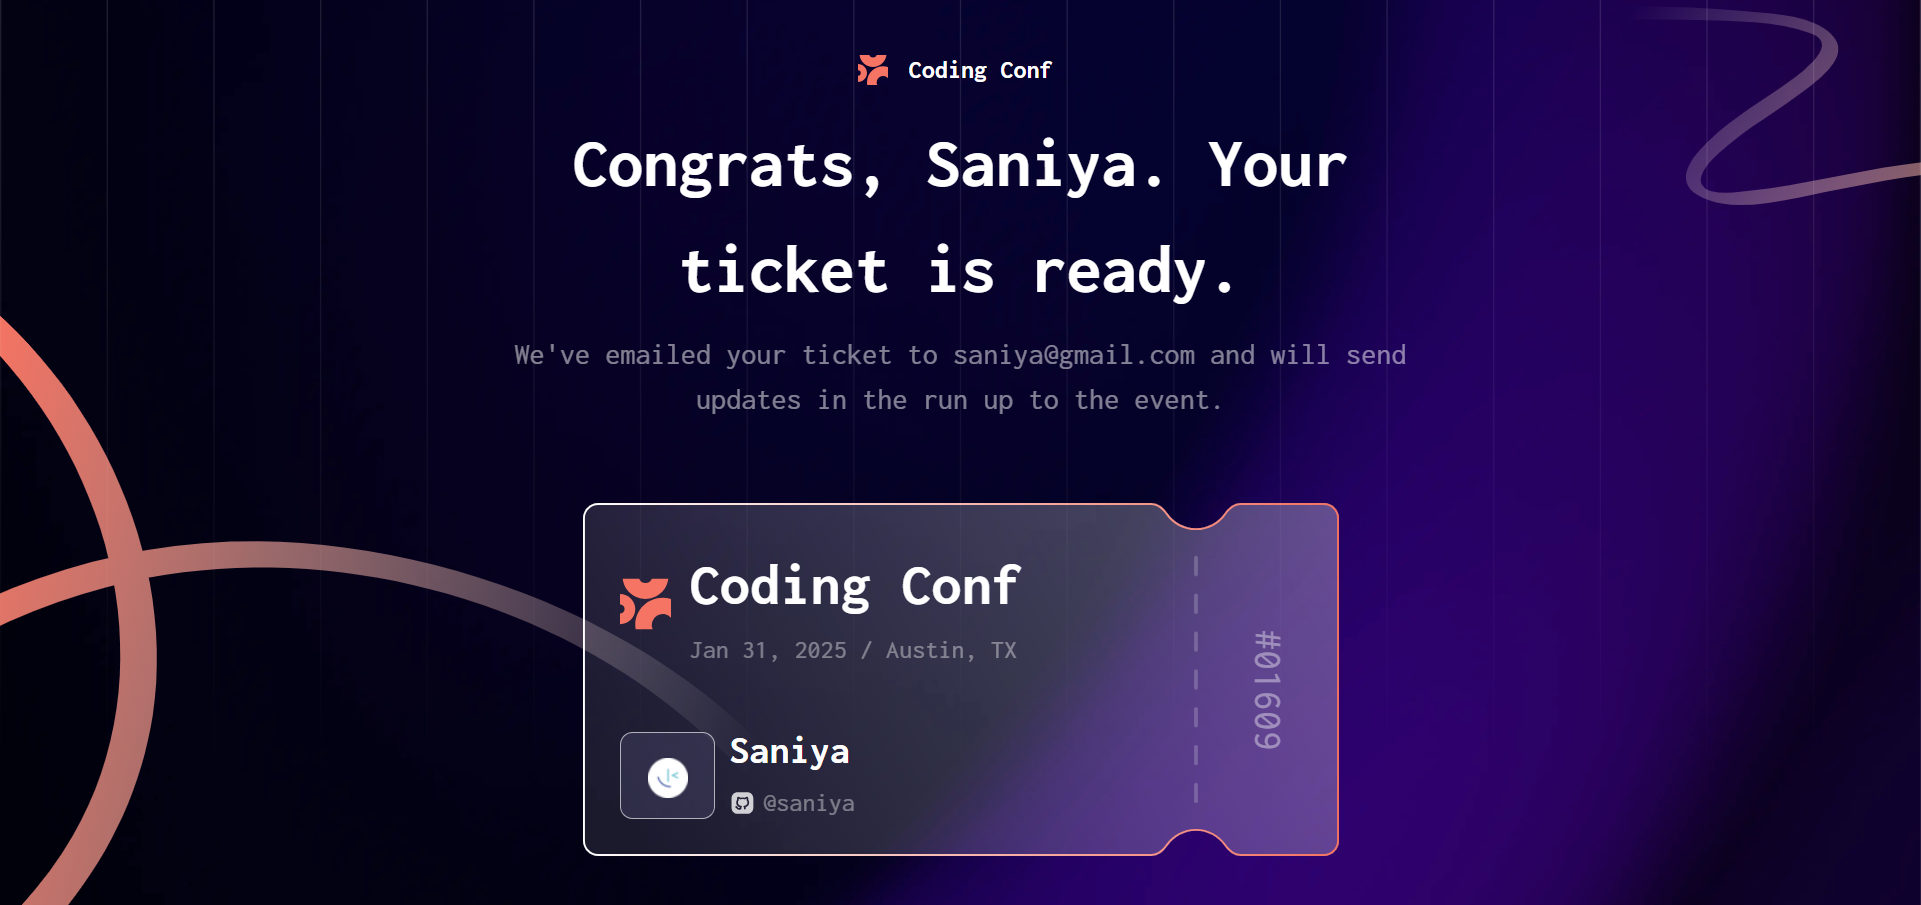 Coding Conf
Congrats, Saniya. Your
ticket is ready.
We've emailed your ticket to saniya@gmail.com and will send
updates in the run up to the event.
Coding Conf
Jan 31, 2025 / Austin, TX
Saniya
@saniya
#01609